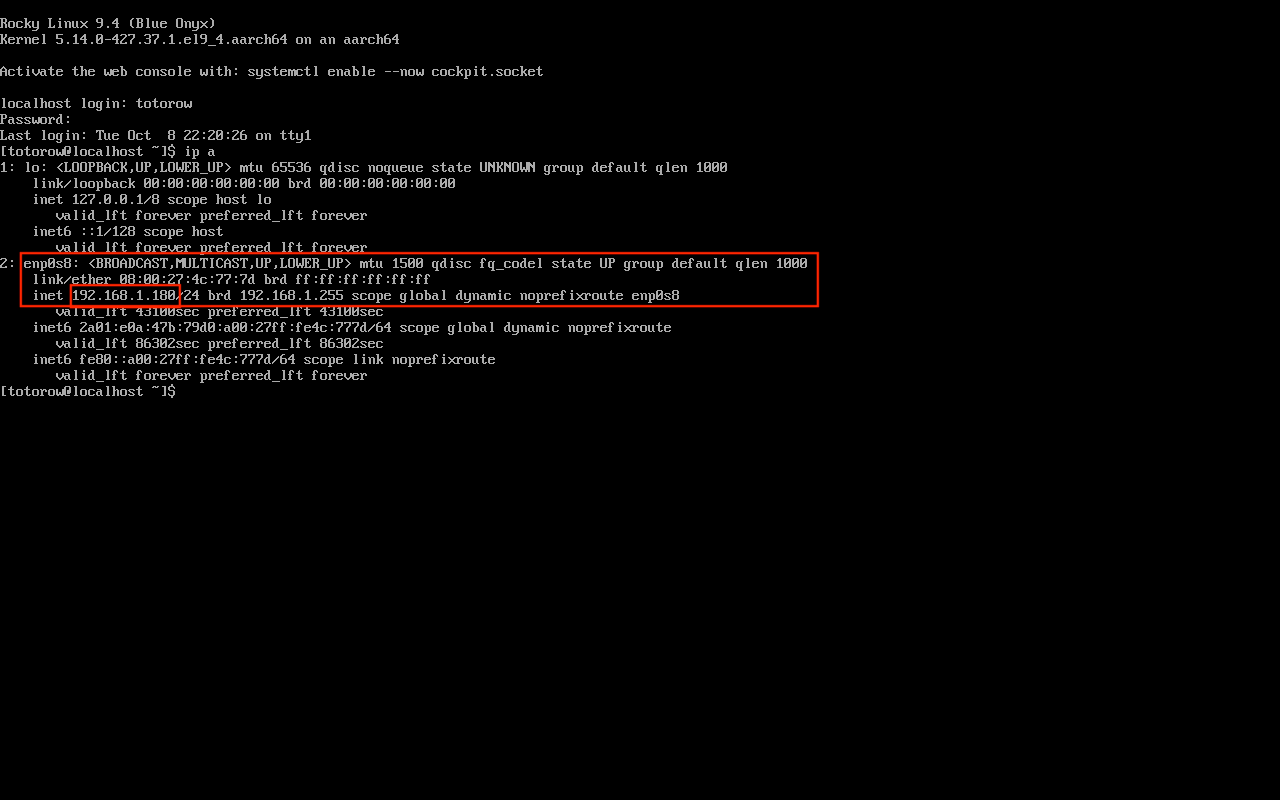 Rocky Linux 9.4 (Blue Onyx)
Kernel 5.14.0-427.37.1.el9_4.aarch64 on an aarch64
Activate the web console with: systemctl enable --now cockpit.socket
localhost login: totorow
Password:
Last login: Tue Oct  8 22:20:26 on tty1
[totorow@localhost ~]$ ip a
1: lo: <LOOPBACK,UP,LOWER_UP> mtu 65536 qdisc noqueue state UNKNOWN group default qlen 1000
    link/loopback 00:00:00:00:00:00 brd 00:00:00:00:00:00
    inet 127.0.0.1/8 scope host lo
       valid_lft forever preferred_lft forever
    inet6 ::1/128 scope host
       valid_lft forever preferred_lft forever
2: enp0s8: <BROADCAST,MULTICAST,UP,LOWER_UP> mtu 1500 qdisc fq_codel state UP group default qlen 1000
    link/ether 08:00:27:4c:77:7d brd ff:ff:ff:ff:ff:ff
    inet 192.168.1.180/24 brd 192.168.1.255 scope global dynamic noprefixroute enp0s8
       valid_lft 43100sec preferred_lft 43100sec
    inet6 2a01:e0a:47b:79d0:a00:27ff:fe4c:777d/64 scope global dynamic noprefixroute
       valid_lft 86302sec preferred_lft 86302sec
    inet6 fe80::a00:27ff:fe4c:777d/64 scope link noprefixroute
       valid_lft forever preferred_lft forever
[totorow@localhost ~]$